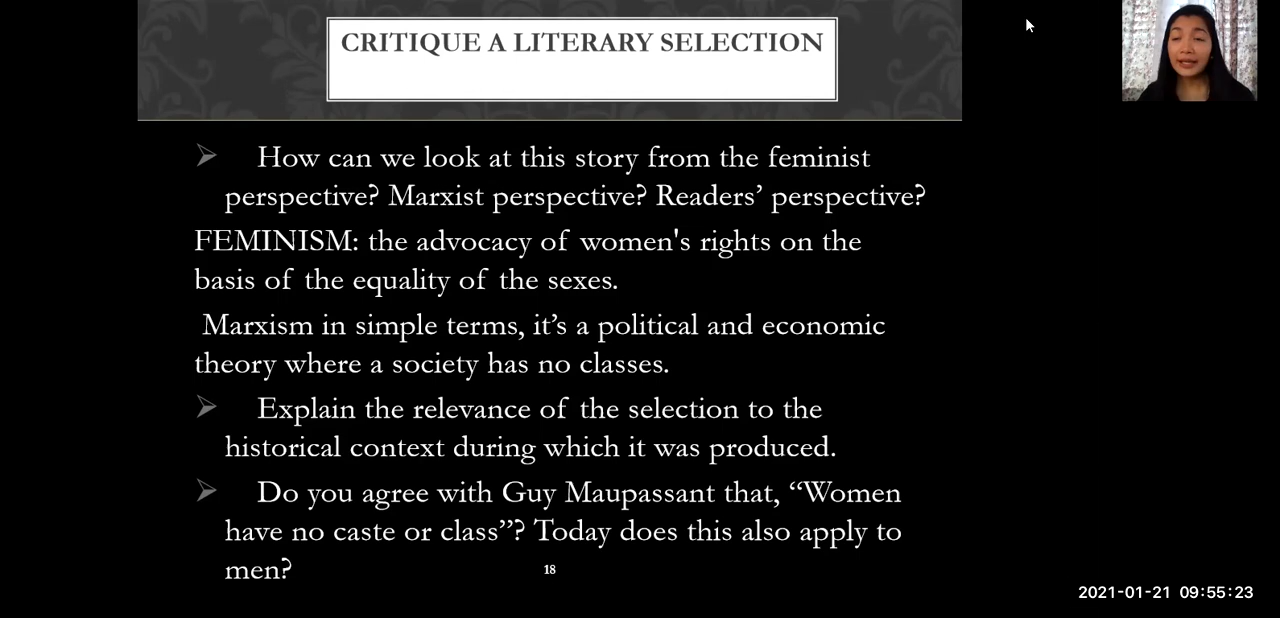 CRITIQUE A LITERARY SELECTION
➢ How can we look at this story from the feminist
perspective? Marxist perspective? Readers’ perspective?
FEMINISM: the advocacy of women's rights on the
basis of the equality of the sexes.
Marxism in simple terms, it’s a political and economic
theory where a society has no classes.
➢ Explain the relevance of the selection to the
historical context during which it was produced.
➢ Do you agree with Guy Maupassant that, “Women
have no caste or class”? Today does this also apply to
men?
18
2021-01-21 09:55:23